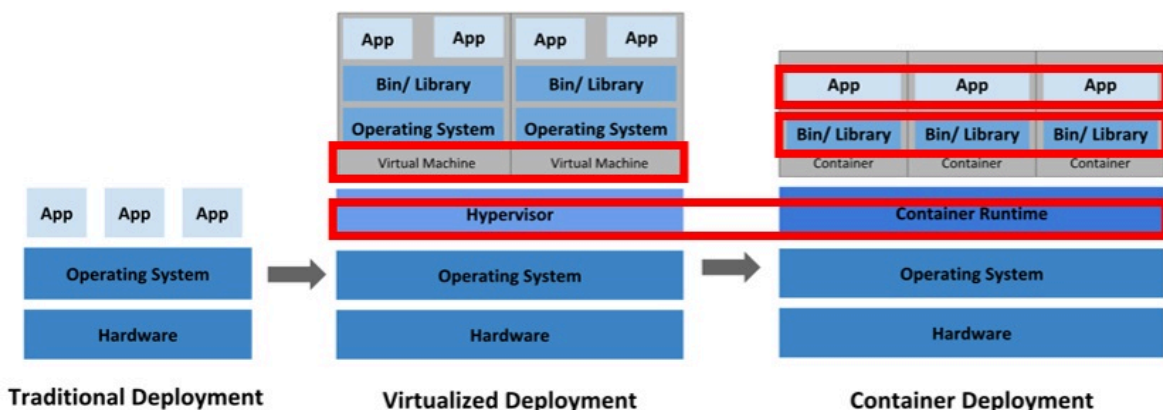 App App App
Operating System
Hardware
Traditional Deployment
App App App App
Bin/ Library Bin/ Library
Operating System Operating System
Virtual Machine Virtual Machine
Hypervisor
Operating System
Hardware
Virtualized Deployment
App App App
Bin/ Library Bin/ Library Bin/ Library
Container Container Container
Container Runtime
Operating System
Hardware
Container Deployment